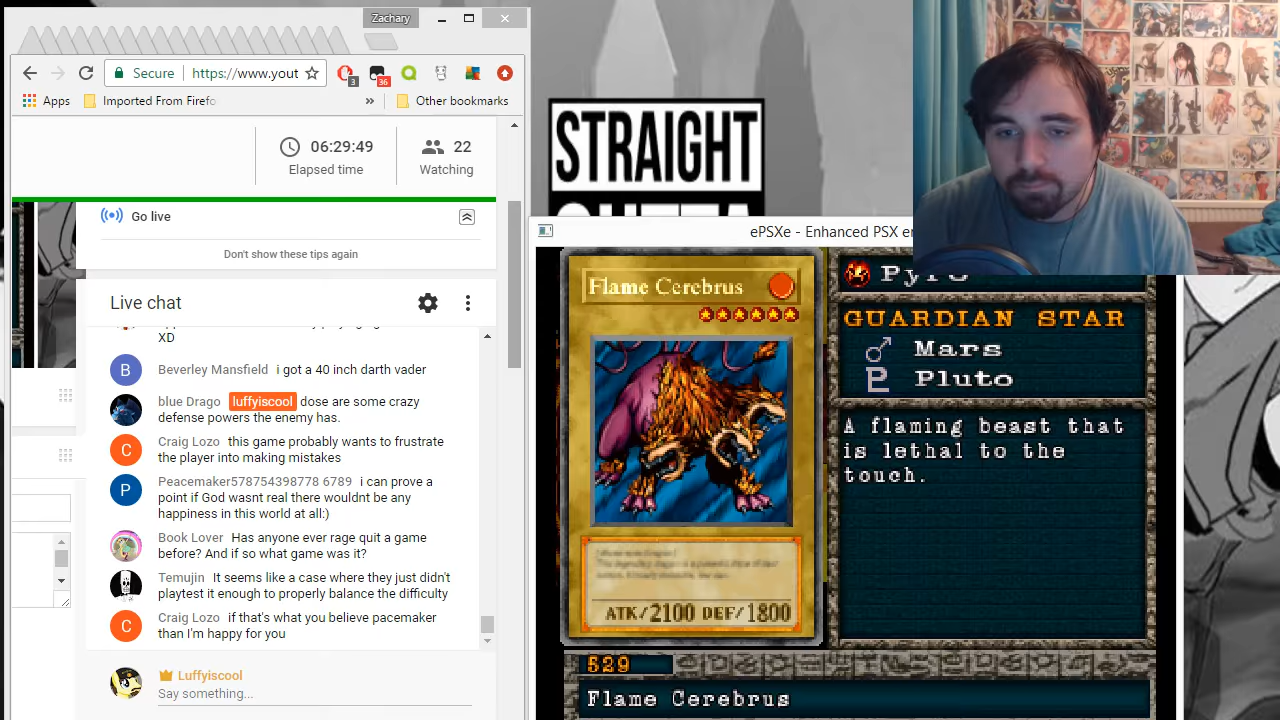 Zachary
Secure https://www.yout
3 36
Apps Imported From Firefo » Other bookmarks
06:29:49 22
Elapsed time Watching
Go live
Don't show these tips again
Live chat
XD
Beverley Mansfield i got a 40 inch darth vader
blue Drago luffyiscool dose are some crazy
defense powers the enemy has.
Craig Lozo this game probably wants to frustrate
the player into making mistakes
Peacemaker578754398778 6789 i can prove a
point if God wasnt real there wouldnt be any
happiness in this world at all:)
Book Lover Has anyone ever rage quit a game
before? And if so what game was it?
Temujin It seems like a case where they just didn't
playtest it enough to properly balance the difficulty
Craig Lozo if that's what you believe pacemaker
than I'm happy for you
Luffyiscool
Say something...
STRAIGHT
ePSXe - Enhanced PSX em
Flame Cerebrus
ATK/2100 DEF/1800
Pyro
GUARDIAN STAR
Mars
Pluto
A flaming beast that
is lethal to the
touch.
529
Flame Cerebrus